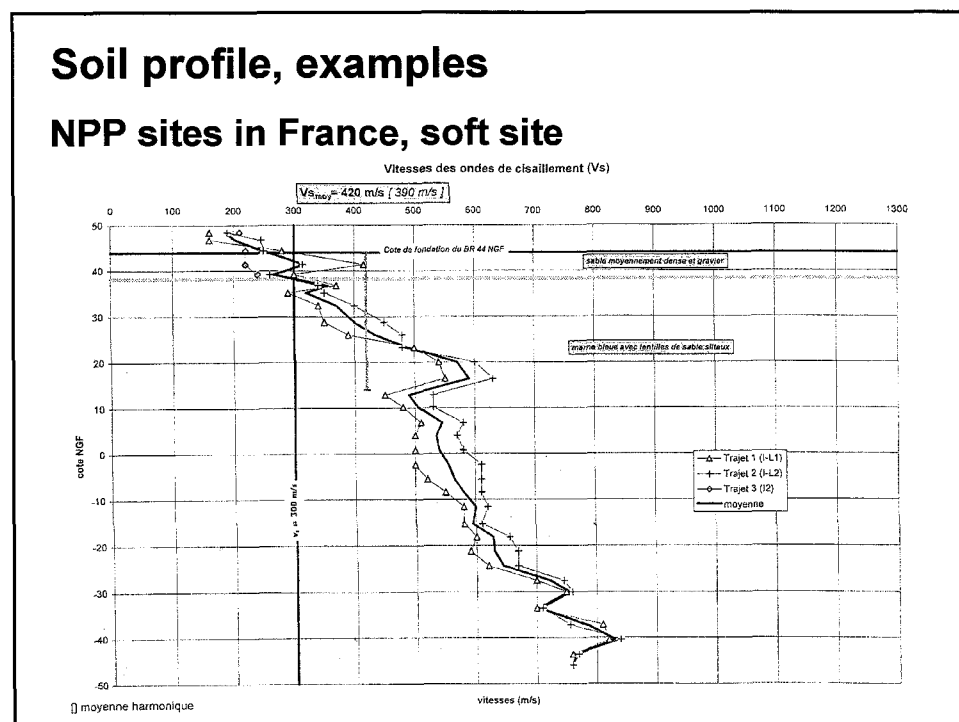 Soil profile, examples
NPP sites in France, soft site
Vitesses des ondes de cisaillement (Vs)
Vsmoy= 420 m/s [ 390 m/s ]
0 100 200 300 400 500 600 700 800 900 1000 1100 1200 1300
50
40
30
20
10
0
-10
-20
-30
-40
-50
cote NGF
Cote de fondation du BR 44 NGF
sable moyennement dense et gravier
marne bleue avec lentilles de sable silteux
vs = 300 m/s
Trajet 1 (I-L1)
Trajet 2 (I-L2)
Trajet 3 (I2)
moyenne
[] moyenne harmonique
vitesses (m/s)